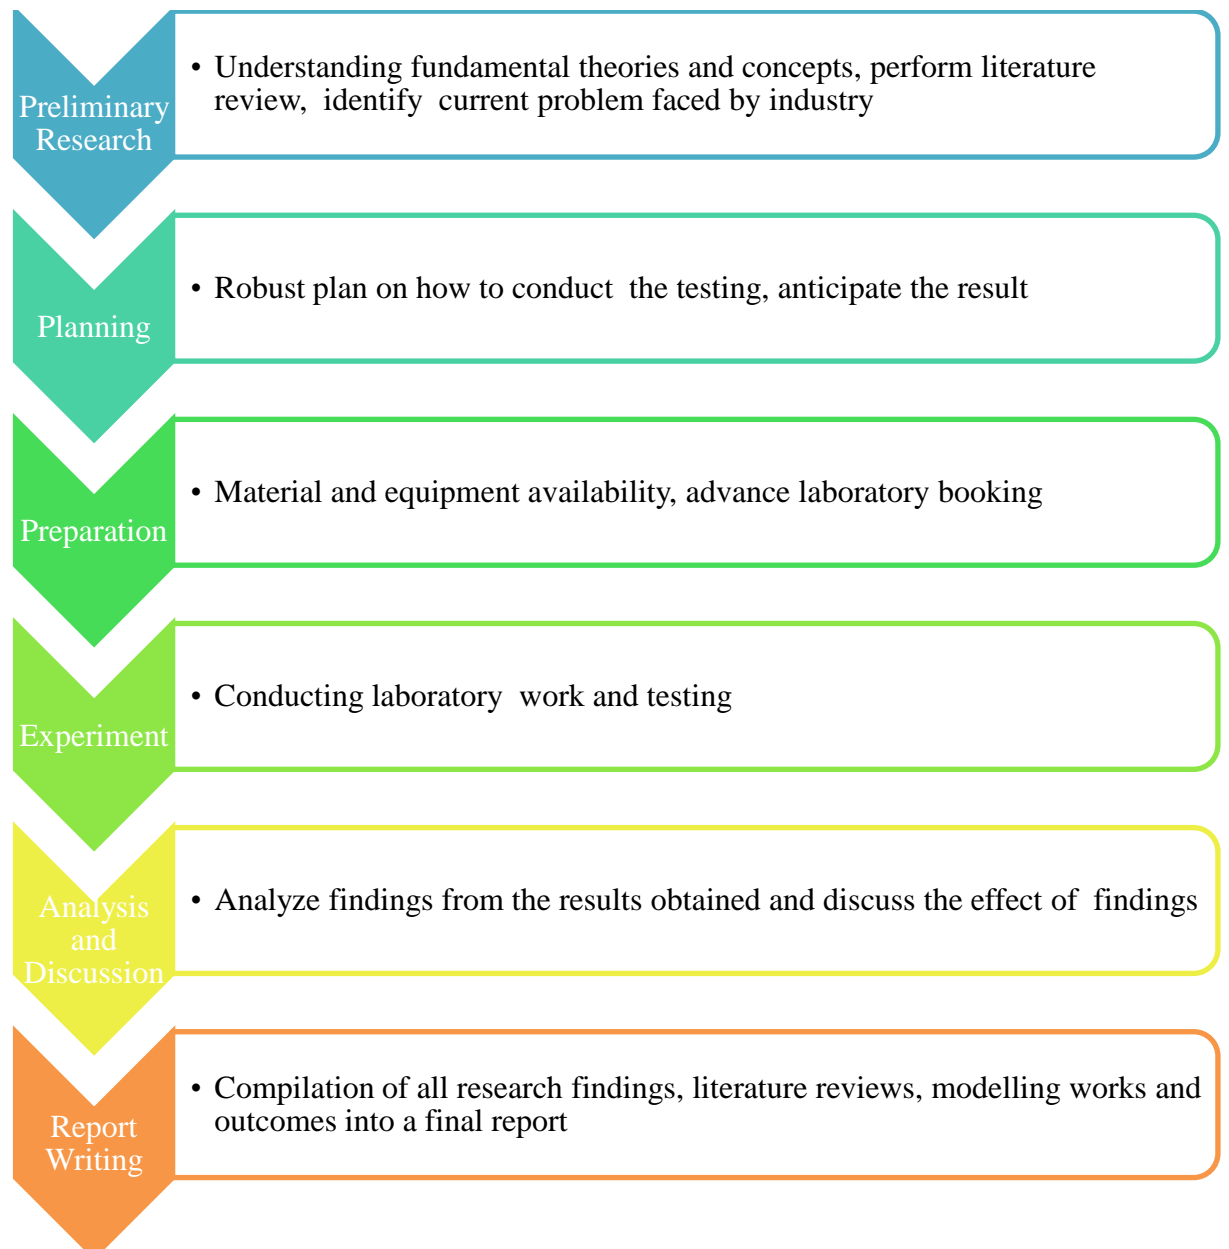 Preliminary
Research
• Understanding fundamental theories and concepts, perform literature
review,  identify  current problem faced by industry
Planning
• Robust plan on how to conduct  the testing, anticipate the result
Preparation
• Material and equipment availability, advance laboratory booking
Experiment
• Conducting laboratory  work and testing
Analysis
and
Discussion
• Analyze findings from the results obtained and discuss the effect of  findings
Report
Writing
• Compilation of all research findings, literature reviews, modelling works and
outcomes into a final report